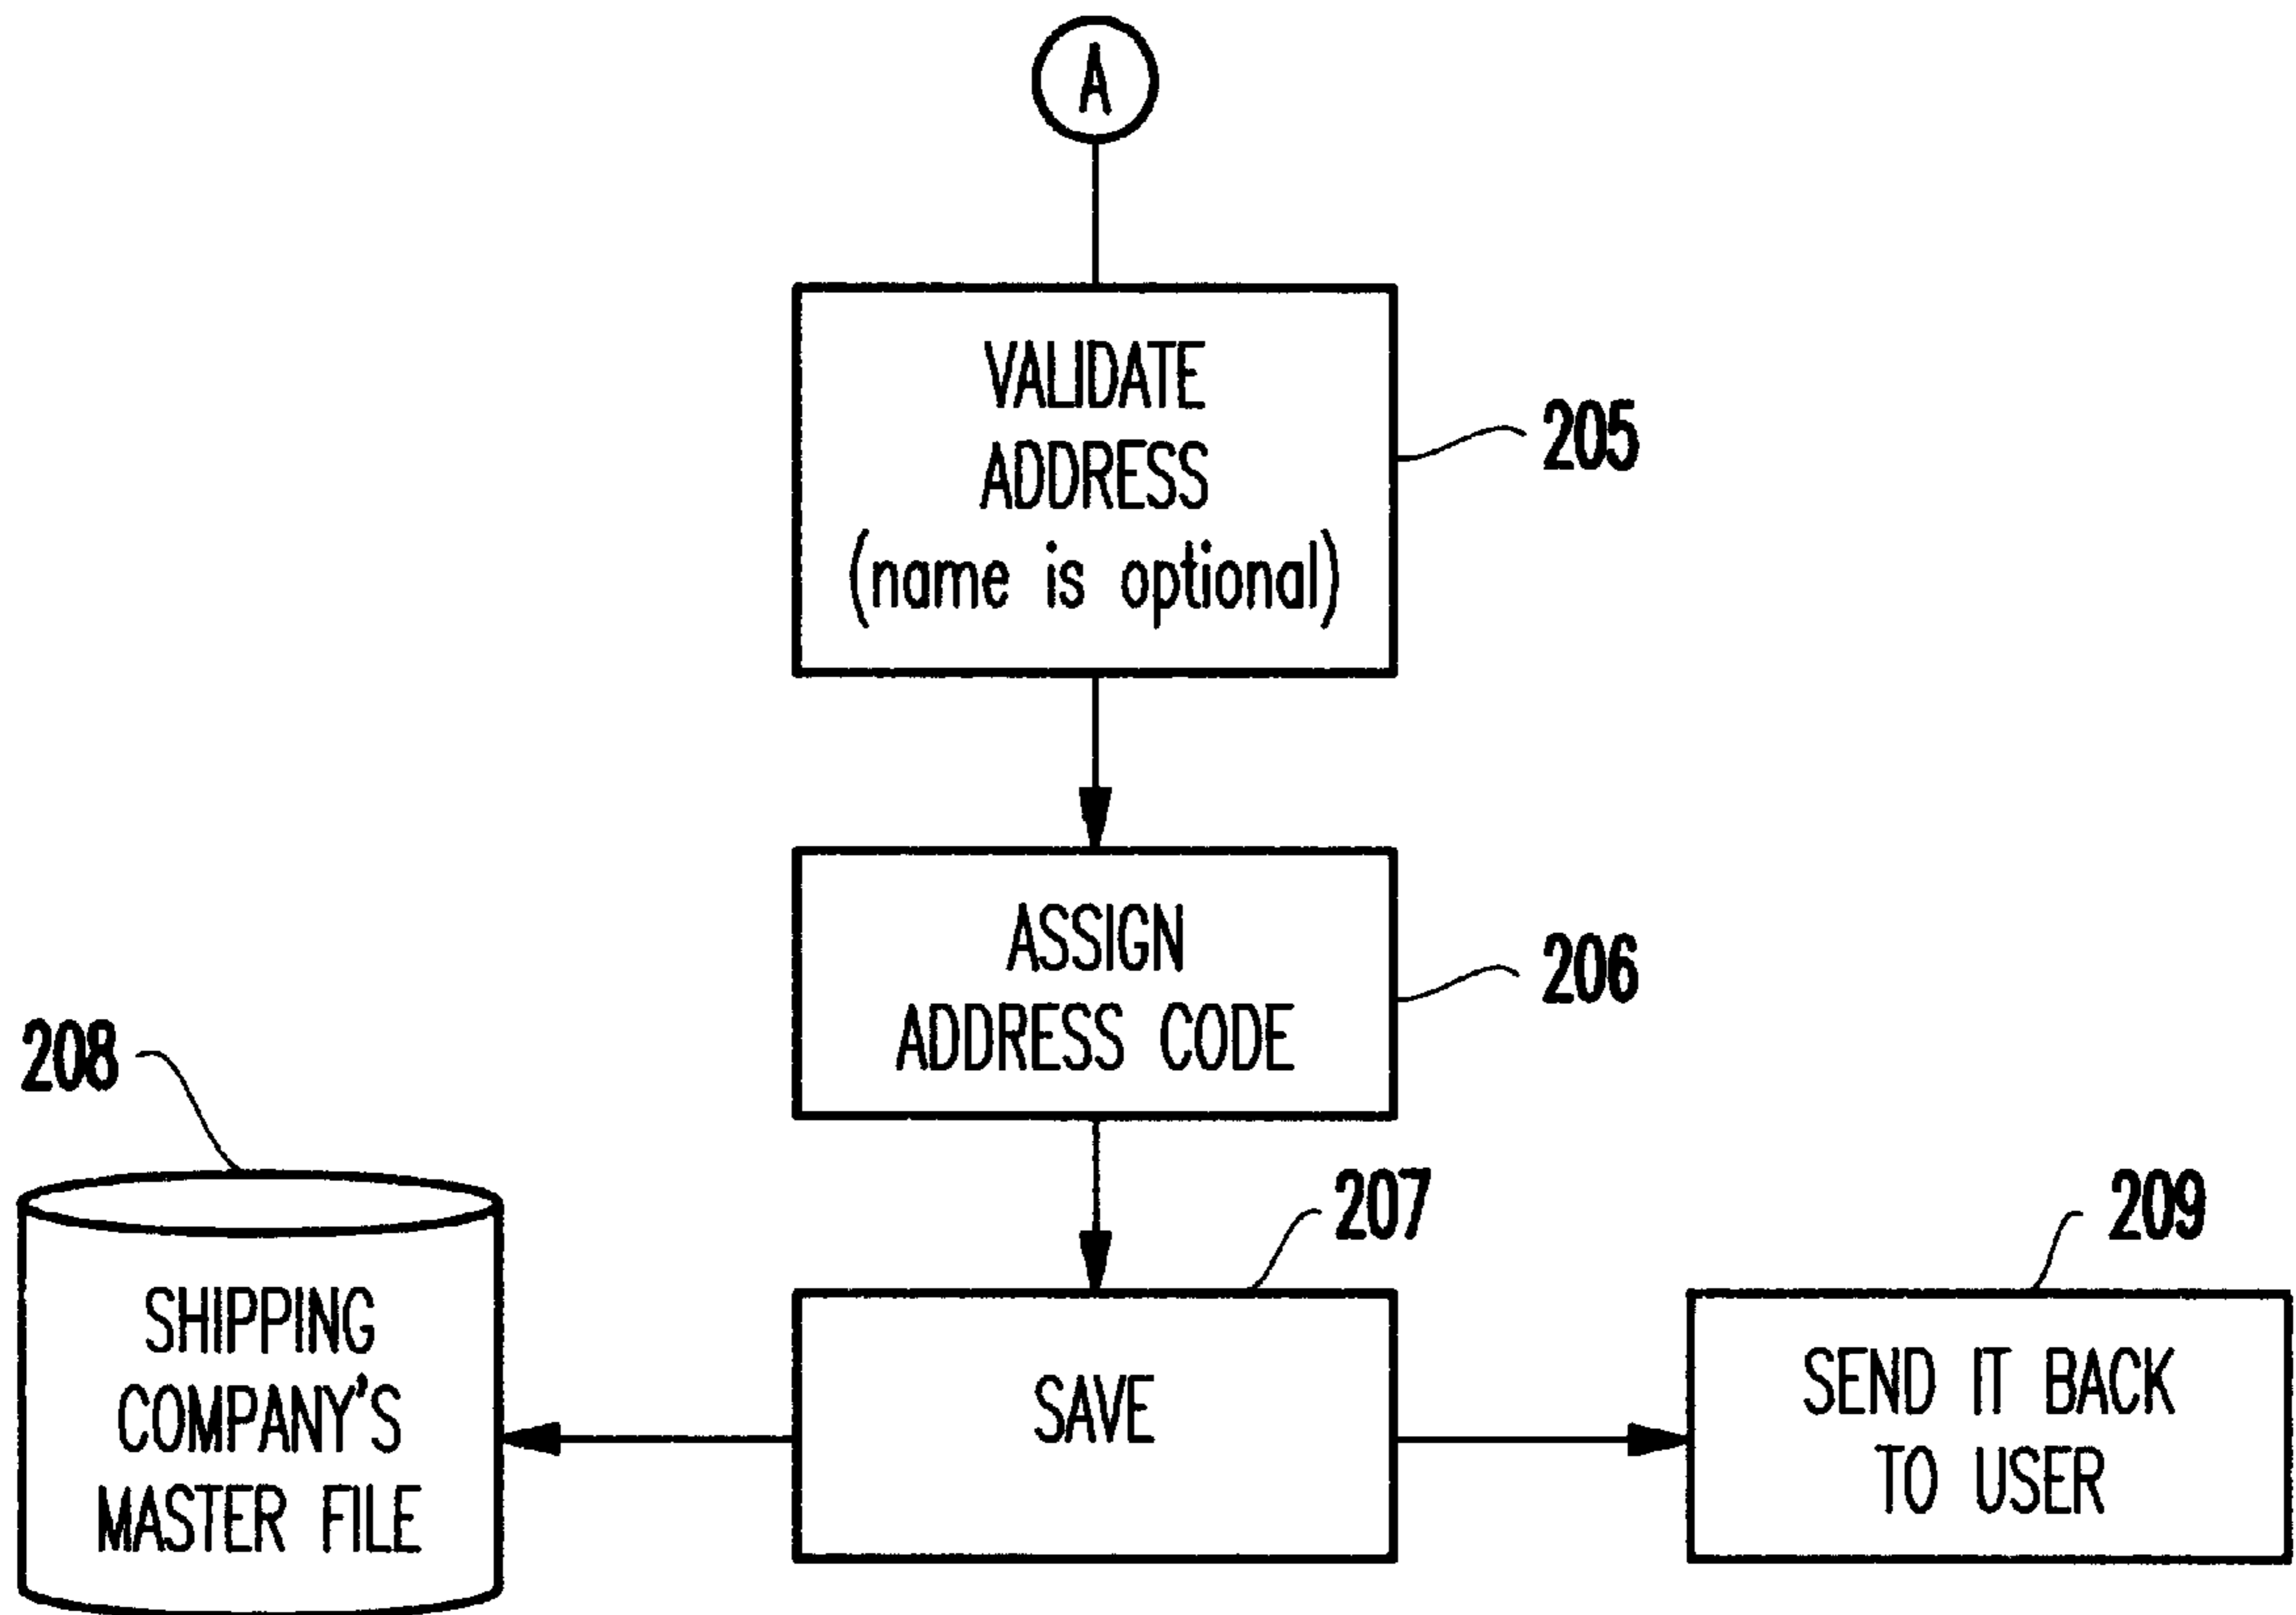 A
VALIDATE
ADDRESS
(name is optional)
205
ASSIGN
ADDRESS CODE
206
208
SHIPPING
COMPANY'S
MASTER FILE
207
SAVE
209
SEND IT BACK
TO USER